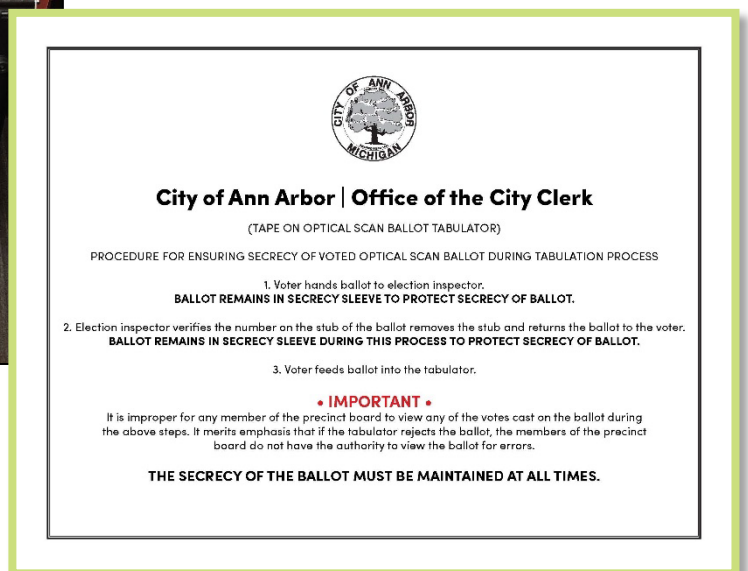 CITY OF ANN ARBOR
MICHIGAN
City of Ann Arbor | Office of the City Clerk
(TAPE ON OPTICAL SCAN BALLOT TABULATOR)
PROCEDURE FOR ENSURING SECRECY OF VOTED OPTICAL SCAN BALLOT DURING TABULATION PROCESS
1. Voter hands ballot to election inspector.
BALLOT REMAINS IN SECRECY SLEEVE TO PROTECT SECRECY OF BALLOT.
2. Election inspector verifies the number on the stub of the ballot removes the stub and returns the ballot to the voter.
BALLOT REMAINS IN SECRECY SLEEVE DURING THIS PROCESS TO PROTECT SECRECY OF BALLOT.
3. Voter feeds ballot into the tabulator.
• IMPORTANT •
It is improper for any member of the precinct board to view any of the votes cast on the ballot during
the above steps. It merits emphasis that if the tabulator rejects the ballot, the members of the precinct
board do not have the authority to view the ballot for errors.
THE SECRECY OF THE BALLOT MUST BE MAINTAINED AT ALL TIMES.